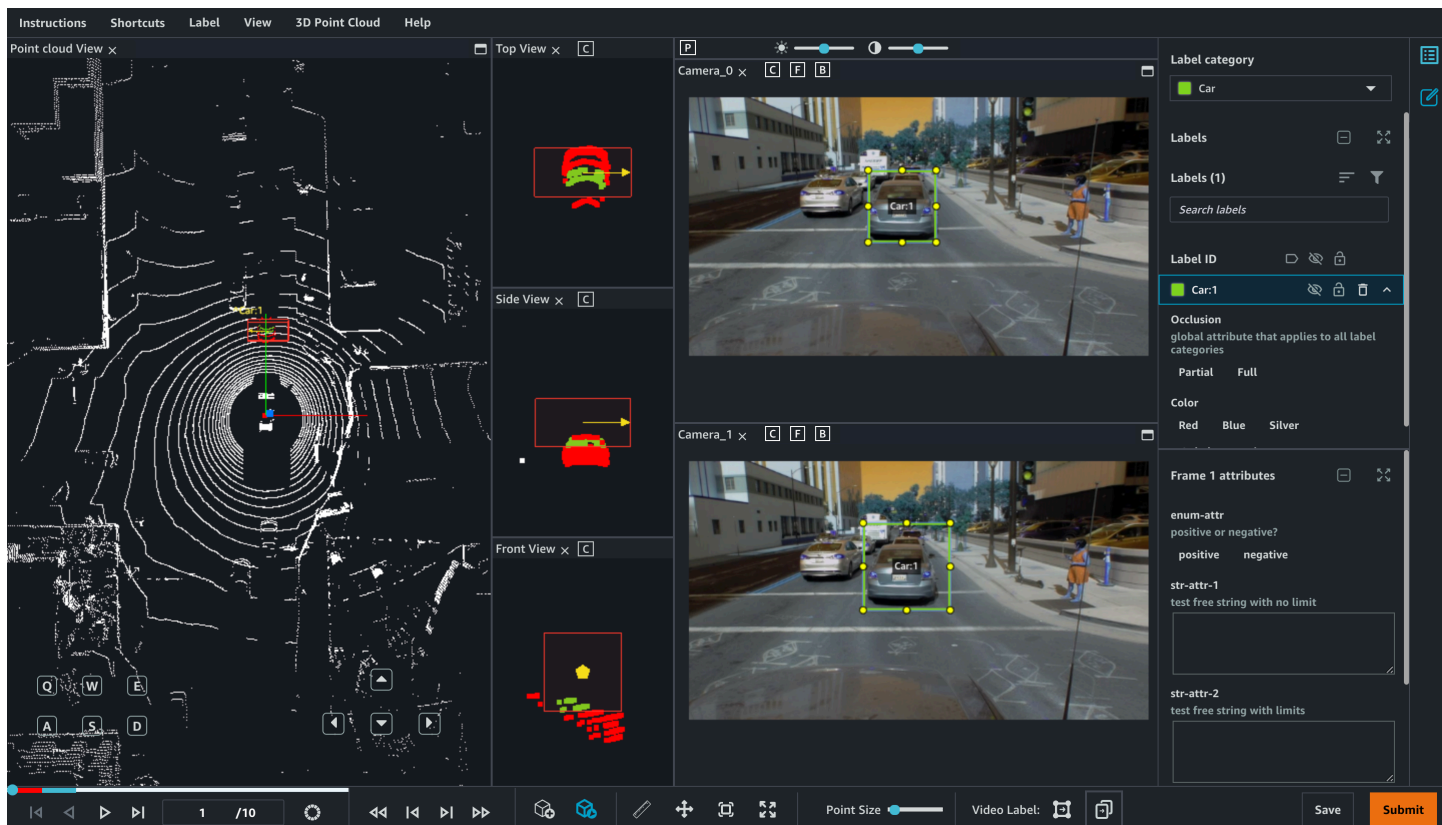 Instructions Shortcuts Label View 3D Point Cloud Help
Point cloud View
Car:1
Q W E
A S D
Top View C
Side View C
Front View C
P
Camera_0 C F B
Car:1
Camera_1 C F B
Car:1
Label category
Car
Labels
Labels (1)
Search labels
Label ID
Car:1
Occlusion
global attribute that applies to all label
categories
Partial Full
Color
Red Blue Silver
Frame 1 attributes
enum-attr
positive or negative?
positive negative
str-attr-1
test free string with no limit
str-attr-2
test free string with limits
1 /10
Point Size
Video Label:
Save
Submit